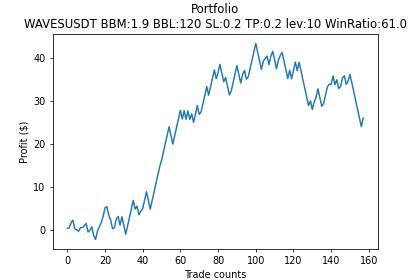 Portfolio
WAVESUSDT BBM:1.9 BBL:120 SL:0.2 TP:0.2 lev:10 WinRatio:61.0
40
30
20
10
0
Profit ($)
0 20 40 60 80 100 120 140 160
Trade counts